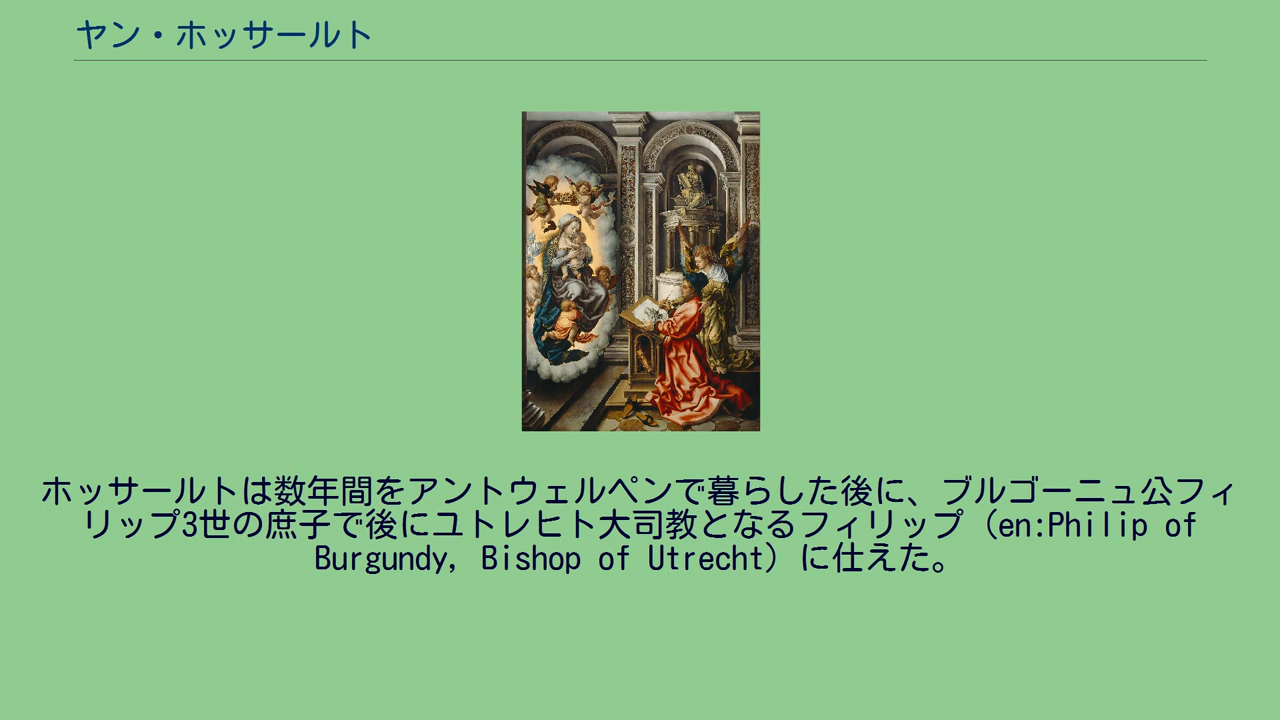 ヤン・ホッサールト
ホッサールトは数年間をアントウェルペンで暮らした後に、ブルゴーニュ公フィ
リップ3世の庶子で後にユトレヒト大司教となるフィリップ（en:Philip of
Burgundy, Bishop of Utrecht）に仕えた。